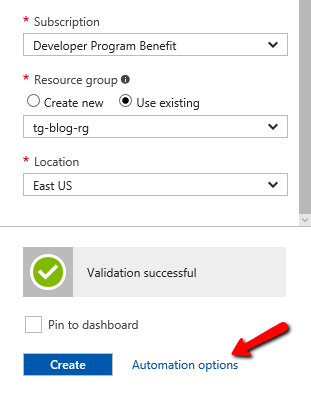 * Subscription
Developer Program Benefit
* Resource group
Create new Use existing
tg-blog-rg
* Location
East US
Validation successful
Pin to dashboard
Create Automation options